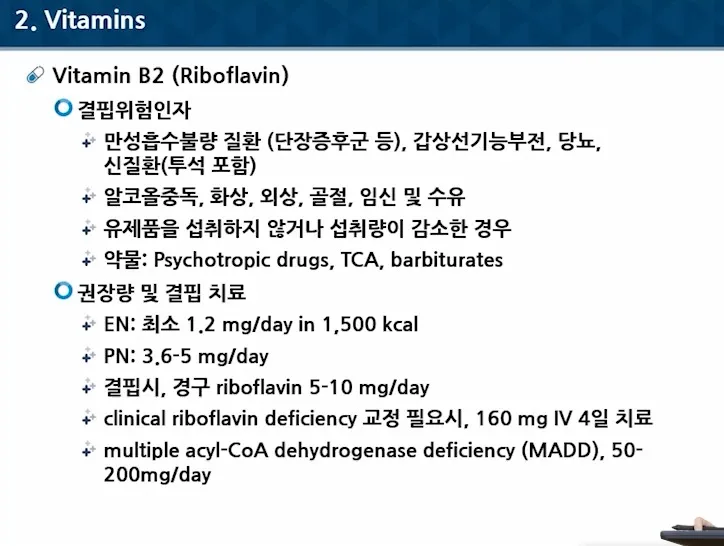 2. Vitamins
Vitamin B2 (Riboflavin)
결핍위험인자
만성흡수불량 질환 (단장증후군 등), 갑상선기능부전, 당뇨,
신질환(투석 포함)
알코올중독, 화상, 외상, 골절, 임신 및 수유
유제품을 섭취하지 않거나 섭취량이 감소한 경우
약물: Psychotropic drugs, TCA, barbiturates
권장량 및 결핍 치료
EN: 최소 1.2 mg/day in 1,500 kcal
PN: 3.6-5 mg/day
결핍시, 경구 riboflavin 5-10 mg/day
clinical riboflavin deficiency 교정 필요시, 160 mg IV 4일 치료
multiple acyl-CoA dehydrogenase deficiency (MADD), 50-
200mg/day